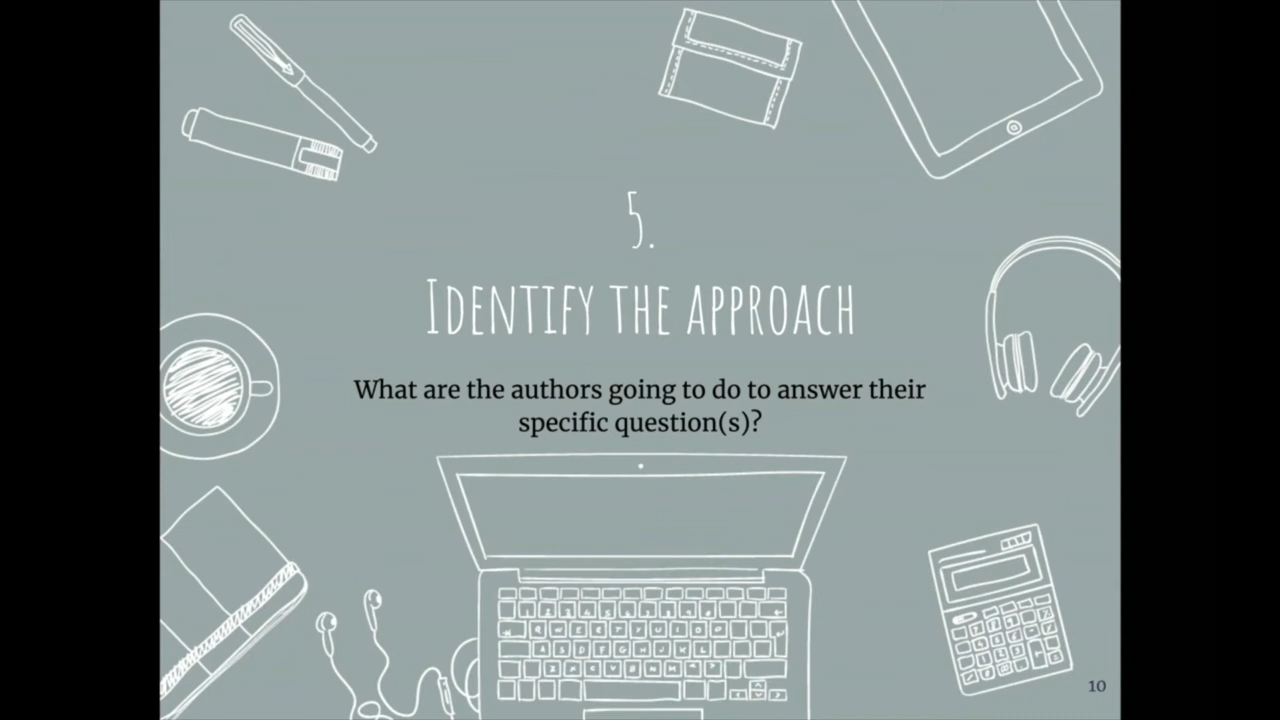 5.
Identify the approach
What are the authors going to do to answer their
specific question(s)?
10